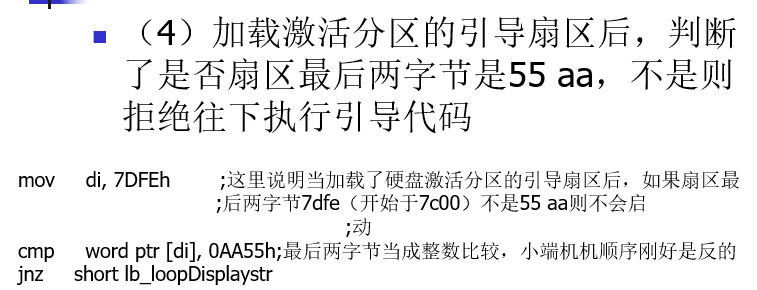 （4）加载激活分区的引导扇区后，判断
了是否扇区最后两字节是55 aa，不是则
拒绝往下执行引导代码
mov di, 7DFEh ;这里说明当加载了硬盘激活分区的引导扇区后，如果扇区最
;后两字节7dfe（开始于7c00）不是55 aa则不会启
;动
cmp word ptr [di], 0AA55h;最后两字节当成整数比较，小端机机顺序刚好是反的
jnz short lb_loopDisplaystr